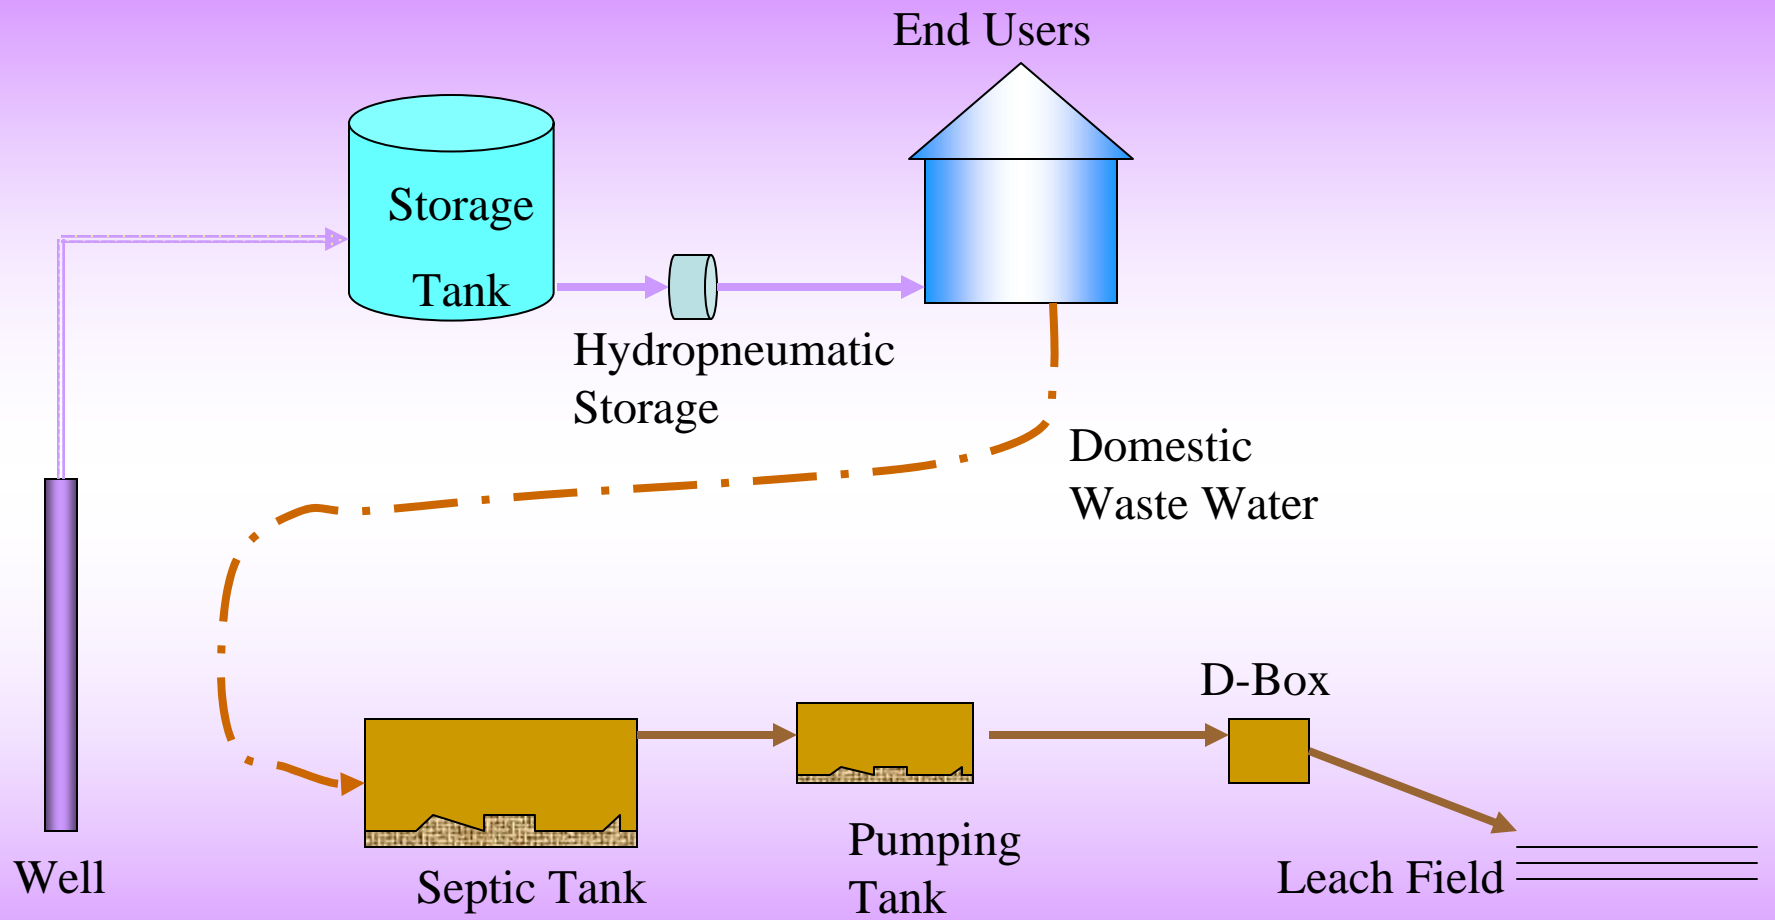 End Users
Storage
Tank
Hydropneumatic
Storage
Domestic
Waste Water
D-Box
Well
Septic Tank
Pumping
Tank
Leach Field